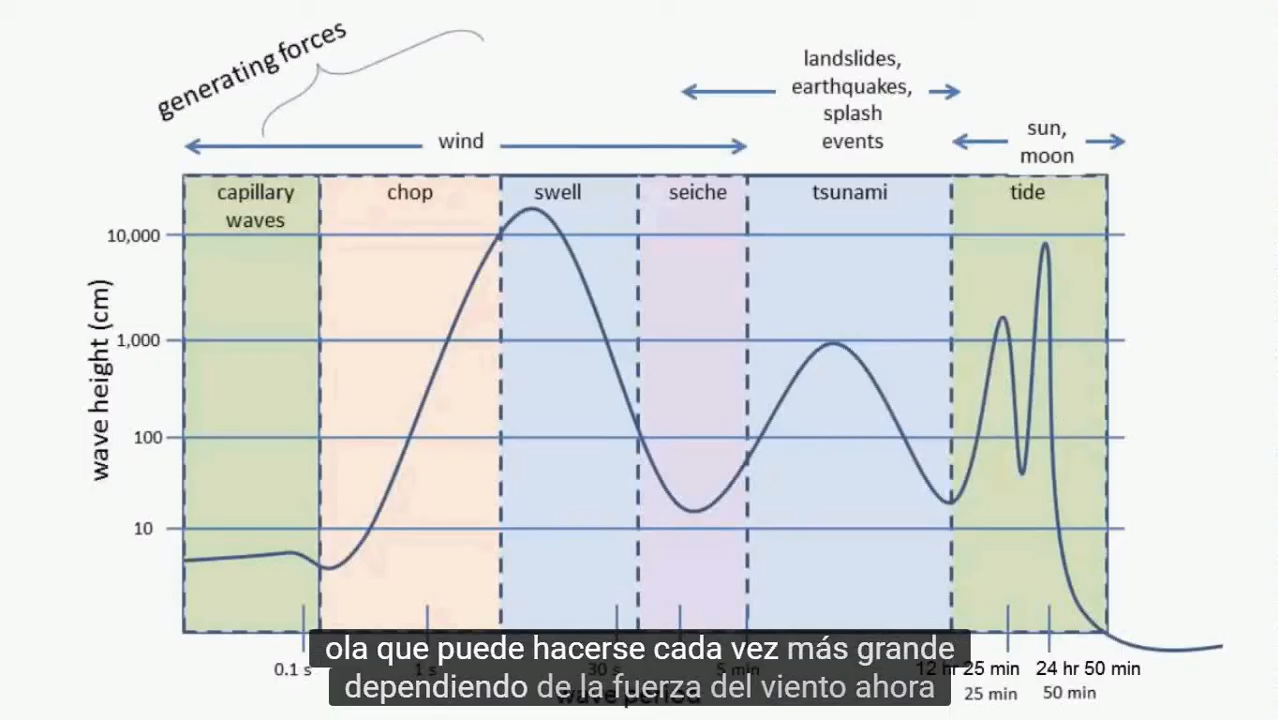 generating forces
landslides,
earthquakes,
splash
events
wind
sun,
moon
capillary
waves
chop
swell
seiche
tsunami
tide
10,000
1,000
100
10
wave height (cm)
0.1 s
1 s
30 s
5 min
12 hr 25 min
24 hr 50 min
25 min
50 min
wave period
ola que puede hacerse cada vez más grande
dependiendo de la fuerza del viento ahora